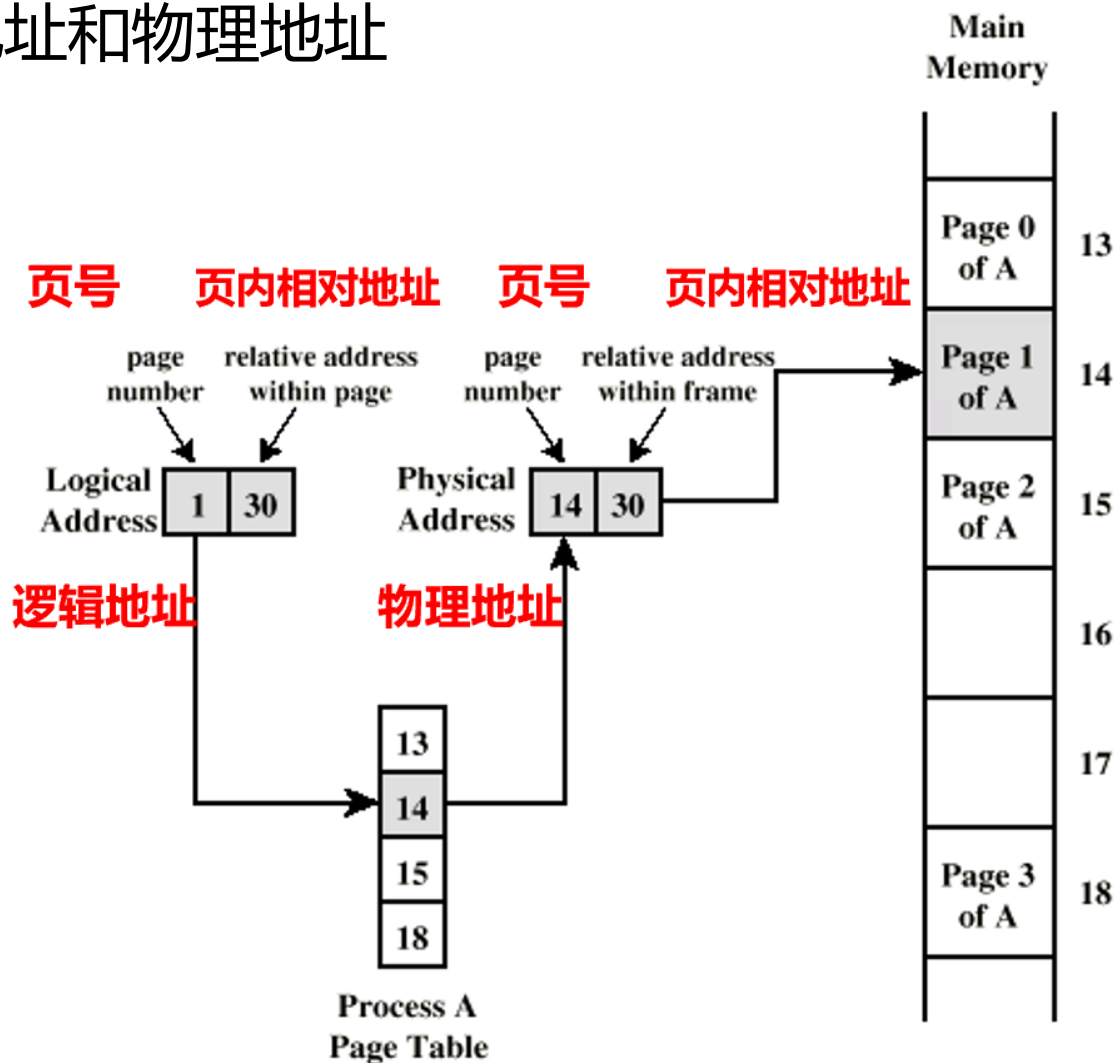 址和物理地址
Main
Memory
Page 0
of A
13
页号
页内相对地址
页号
页内相对地址
page
number
relative address
within page
page
number
relative address
within frame
Page 1
of A
14
Logical
Address
1
30
Physical
Address
14
30
Page 2
of A
15
逻辑地址
物理地址
16
13
14
15
18
17
Page 3
of A
18
Process A
Page Table